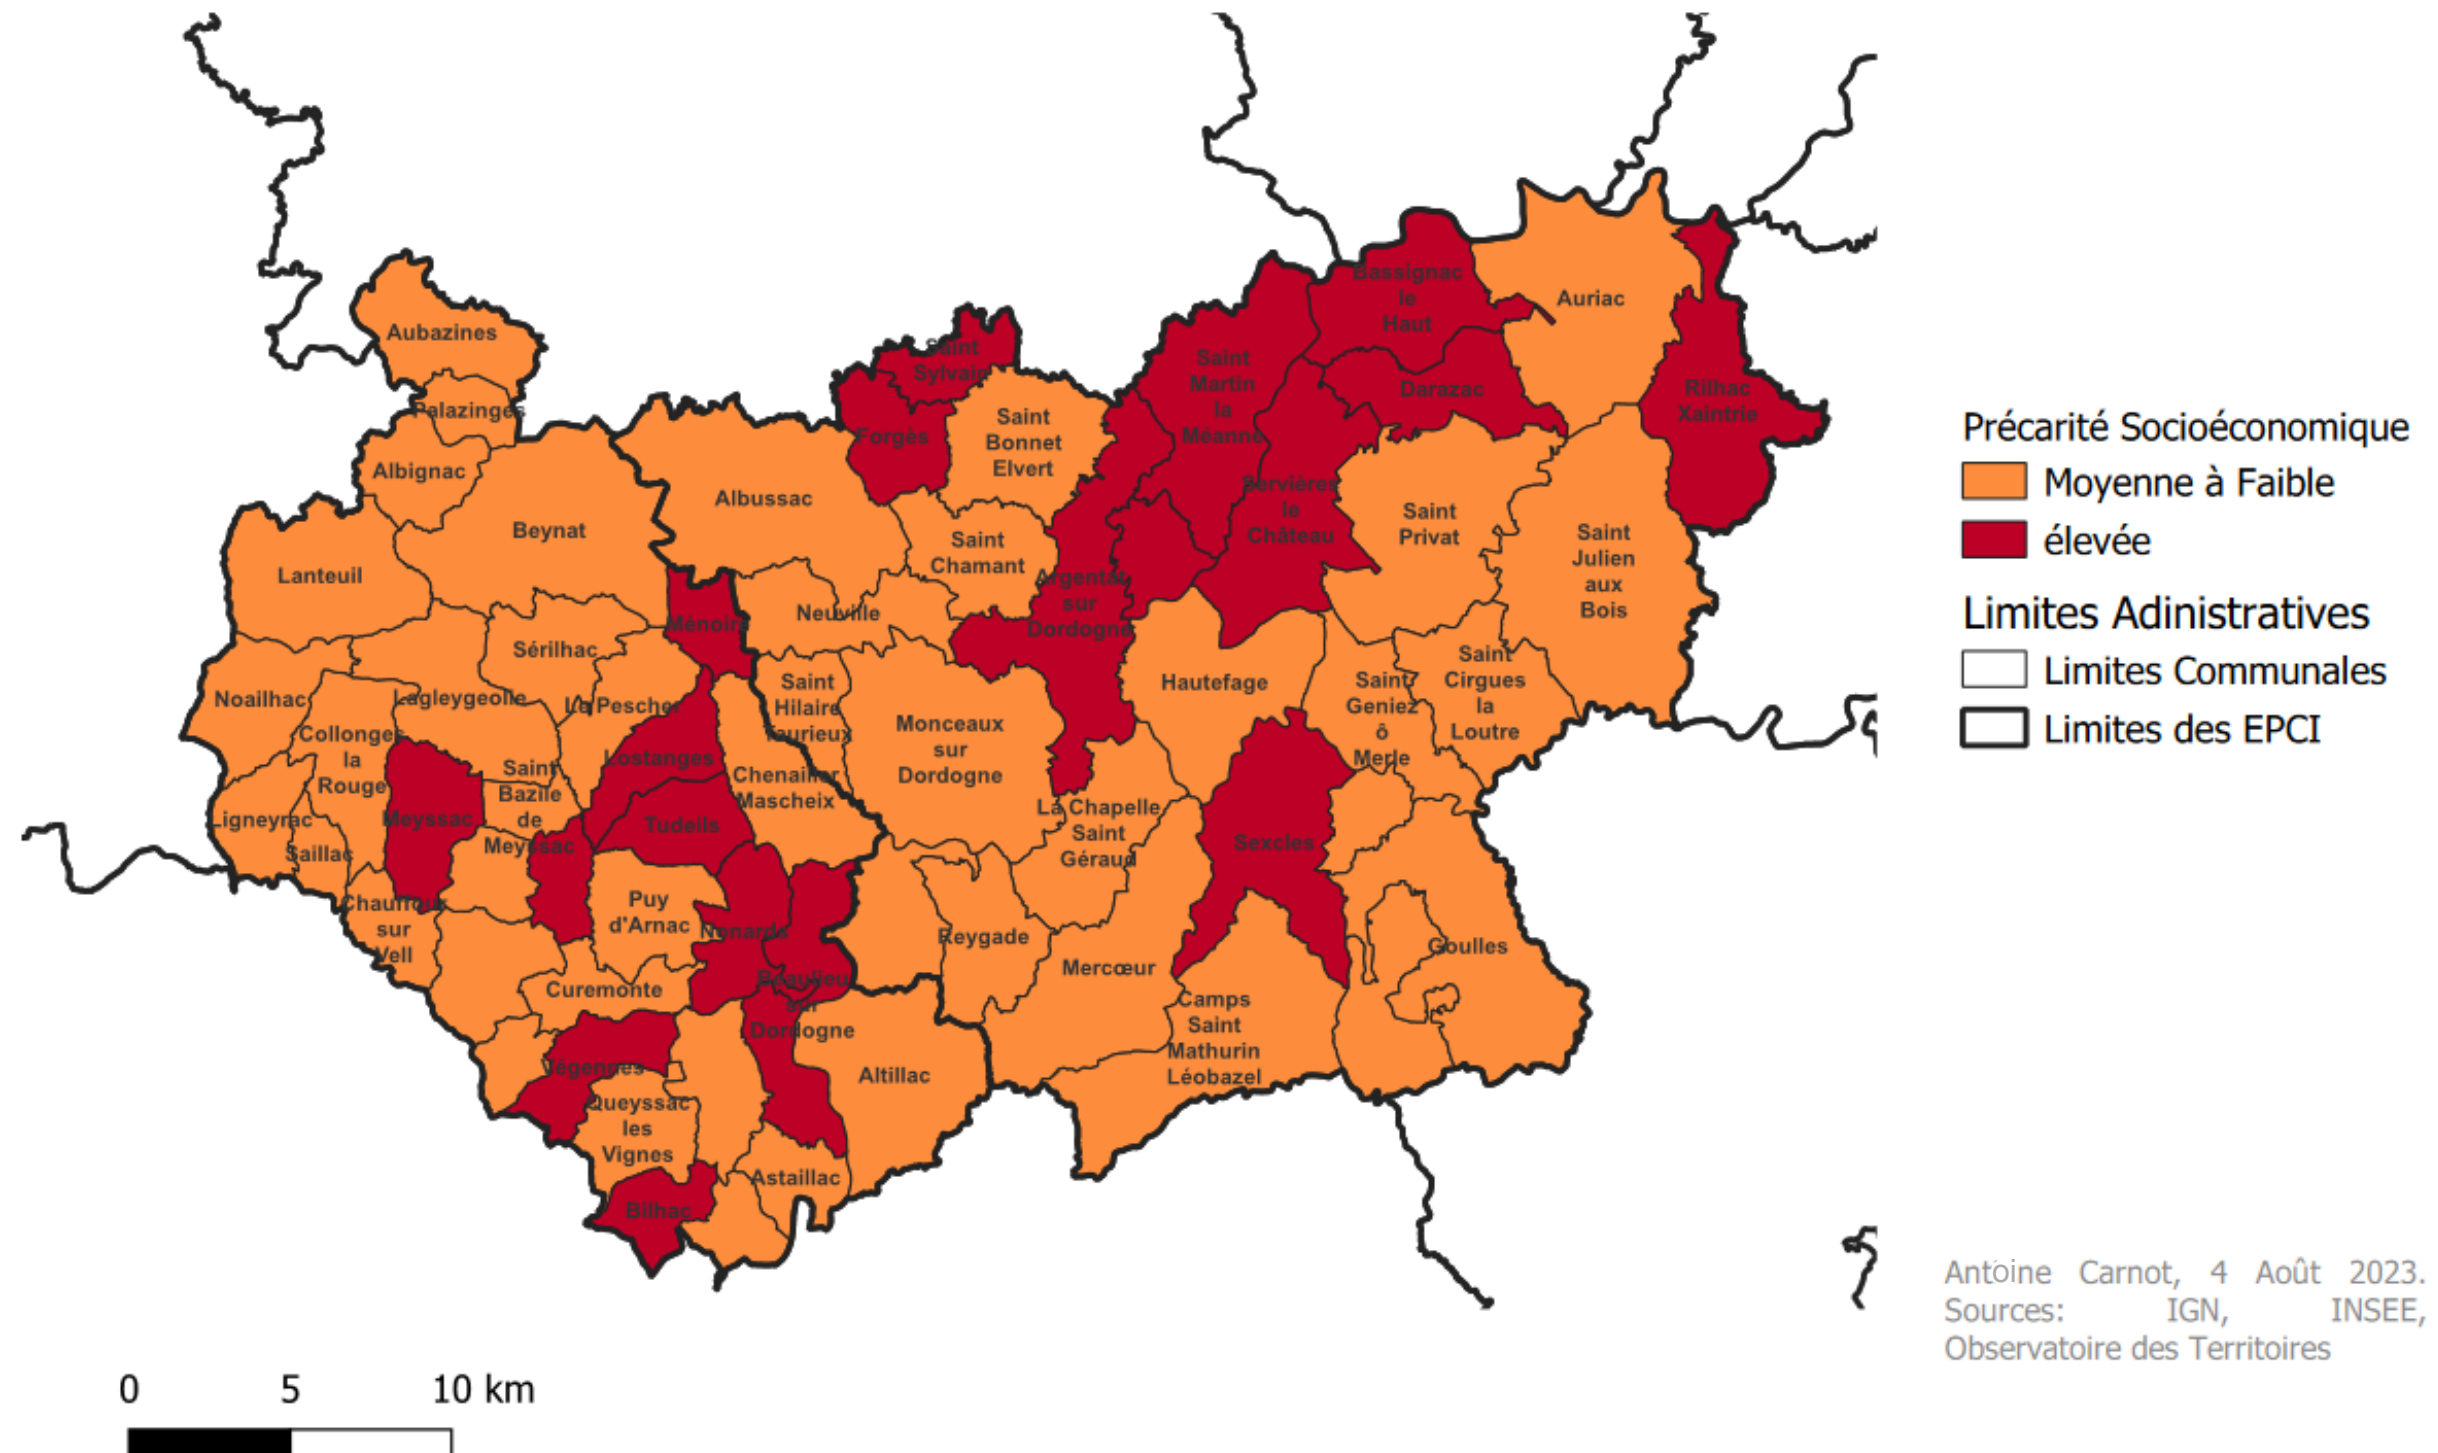 Aubazines
Palazinges
Albignac
Lanteuil
Beynat
Albussac
Forgès
Saint
Sylvain
Saint
Bonnet
Elvert
Saint
Chamant
Neuville
Argentat
sur
Dordogne
Saint
Martin
la
Méanne
Bassignac
le
Haut
Darazac
Auriac
Rilhac
Xaintrie
Servières
le
Château
Saint
Privat
Saint
Julien
aux
Bois
Ménoire
Sérilhac
Noailhac
Lagleygeolle
Le Pescher
Collonges
la
Rouge
Lostanges
Saint
Hilaire
Taurieux
Chenailler
Mascheix
Monceaux
sur
Dordogne
Hautefage
Saint
Geniez
ô
Merle
Saint
Cirgues
la
Loutre
Ligneyrac
Saillac
Meyssac
Saint
Bazile
de
Meyssac
Tudeils
La Chapelle
Saint
Géraud
Sexcles
Chauffour
sur
Vell
Puy
d'Arnac
Nonards
Reygade
Mercœur
Goulles
Curemonte
Beaulieu
sur
Dordogne
Camps
Saint
Mathurin
Léobazel
Végennes
Altillac
Queyssac
les
Vignes
Astaillac
Bilhac
Précarité Socioéconomique
Moyenne à Faible
élevée
Limites Adinistratives
Limites Communales
Limites des EPCI
Antoine Carnot, 4 Août 2023.
Sources: IGN, INSEE,
Observatoire des Territoires
0 5 10 km